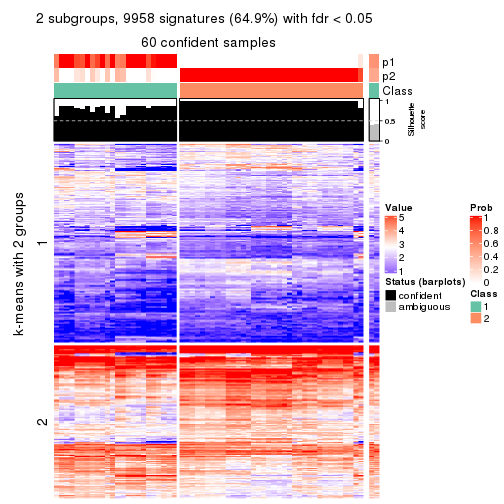 2 subgroups, 9958 signatures (64.9%) with fdr < 0.05
60 confident samples
p1
p2
Class
1
0.5
0
Silhouette
score
k-means with 2 groups
1
2
Value
5
4
3
2
1
Status (barplots)
confident
ambiguous
Prob
1
0.8
0.6
0.4
0.2
0
Class
1
2